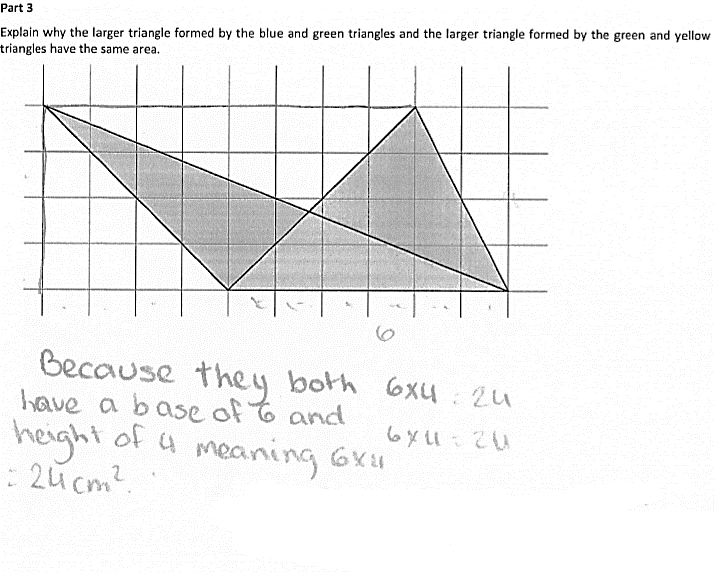 Part 3
Explain why the larger triangle formed by the blue and green triangles and the larger triangle formed by the green and yellow
triangles have the same area.
6
Because they both 6x4 = 24
have a base of 6 and
height of 4 meaning 6x4 6x4 = 24
= 24cm².